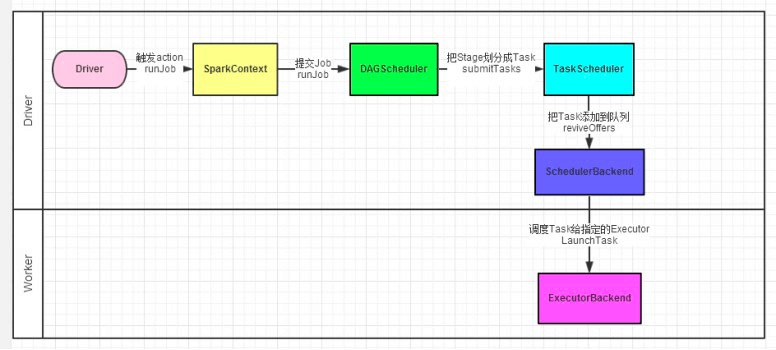 Driver
Driver
触发action
runJob
SparkContext
提交Job
runJob
DAGScheduler
把Stage划分成Task
submitTasks
TaskScheduler
把Task添加到队列
reviveOffers
SchedulerBackend
Worker
调度Task给指定的Executor
LaunchTask
ExecutorBackend